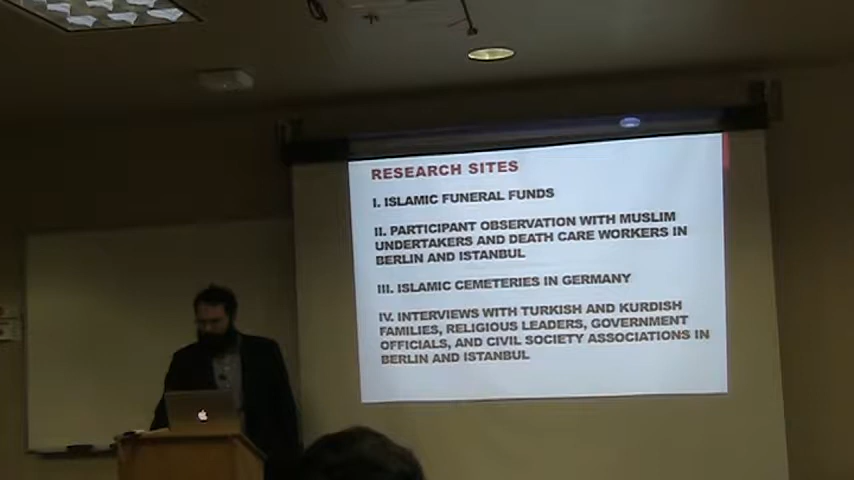 RESEARCH SITES
I. ISLAMIC FUNERAL FUNDS
II. PARTICIPANT OBSERVATION WITH MUSLIM
UNDERTAKERS AND DEATH CARE WORKERS IN
BERLIN AND ISTANBUL
III. ISLAMIC CEMETERIES IN GERMANY
IV. INTERVIEWS WITH TURKISH AND KURDISH
FAMILIES, RELIGIOUS LEADERS, GOVERNMENT
OFFICIALS, AND CIVIL SOCIETY ASSOCIATIONS IN
BERLIN AND ISTANBUL